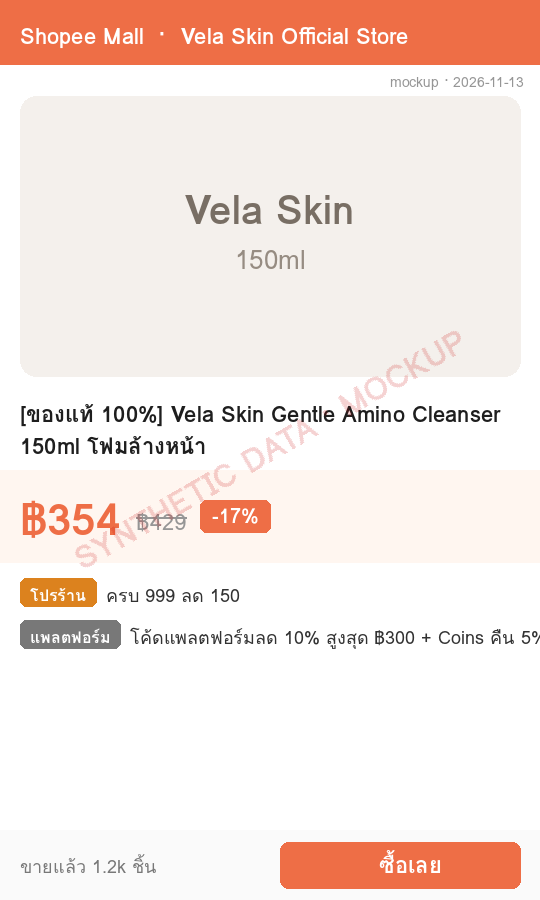 Shopee Mall · Vela Skin Official Store
mockup · 2026-11-13
Vela Skin
150ml
SYNTHETIC DATA · MOCKUP
[ของแท้ 100%] Vela Skin Gentle Amino Cleanser
150ml โฟมล้างหน้า
฿354 ฿429 -17%
โปรร้าน ครบ 999 ลด 150
แพลตฟอร์ม โค้ดแพลตฟอร์มลด 10% สูงสุด ฿300 + Coins คืน 5%
ขายแล้ว 1.2k ชิ้น ซื้อเลย